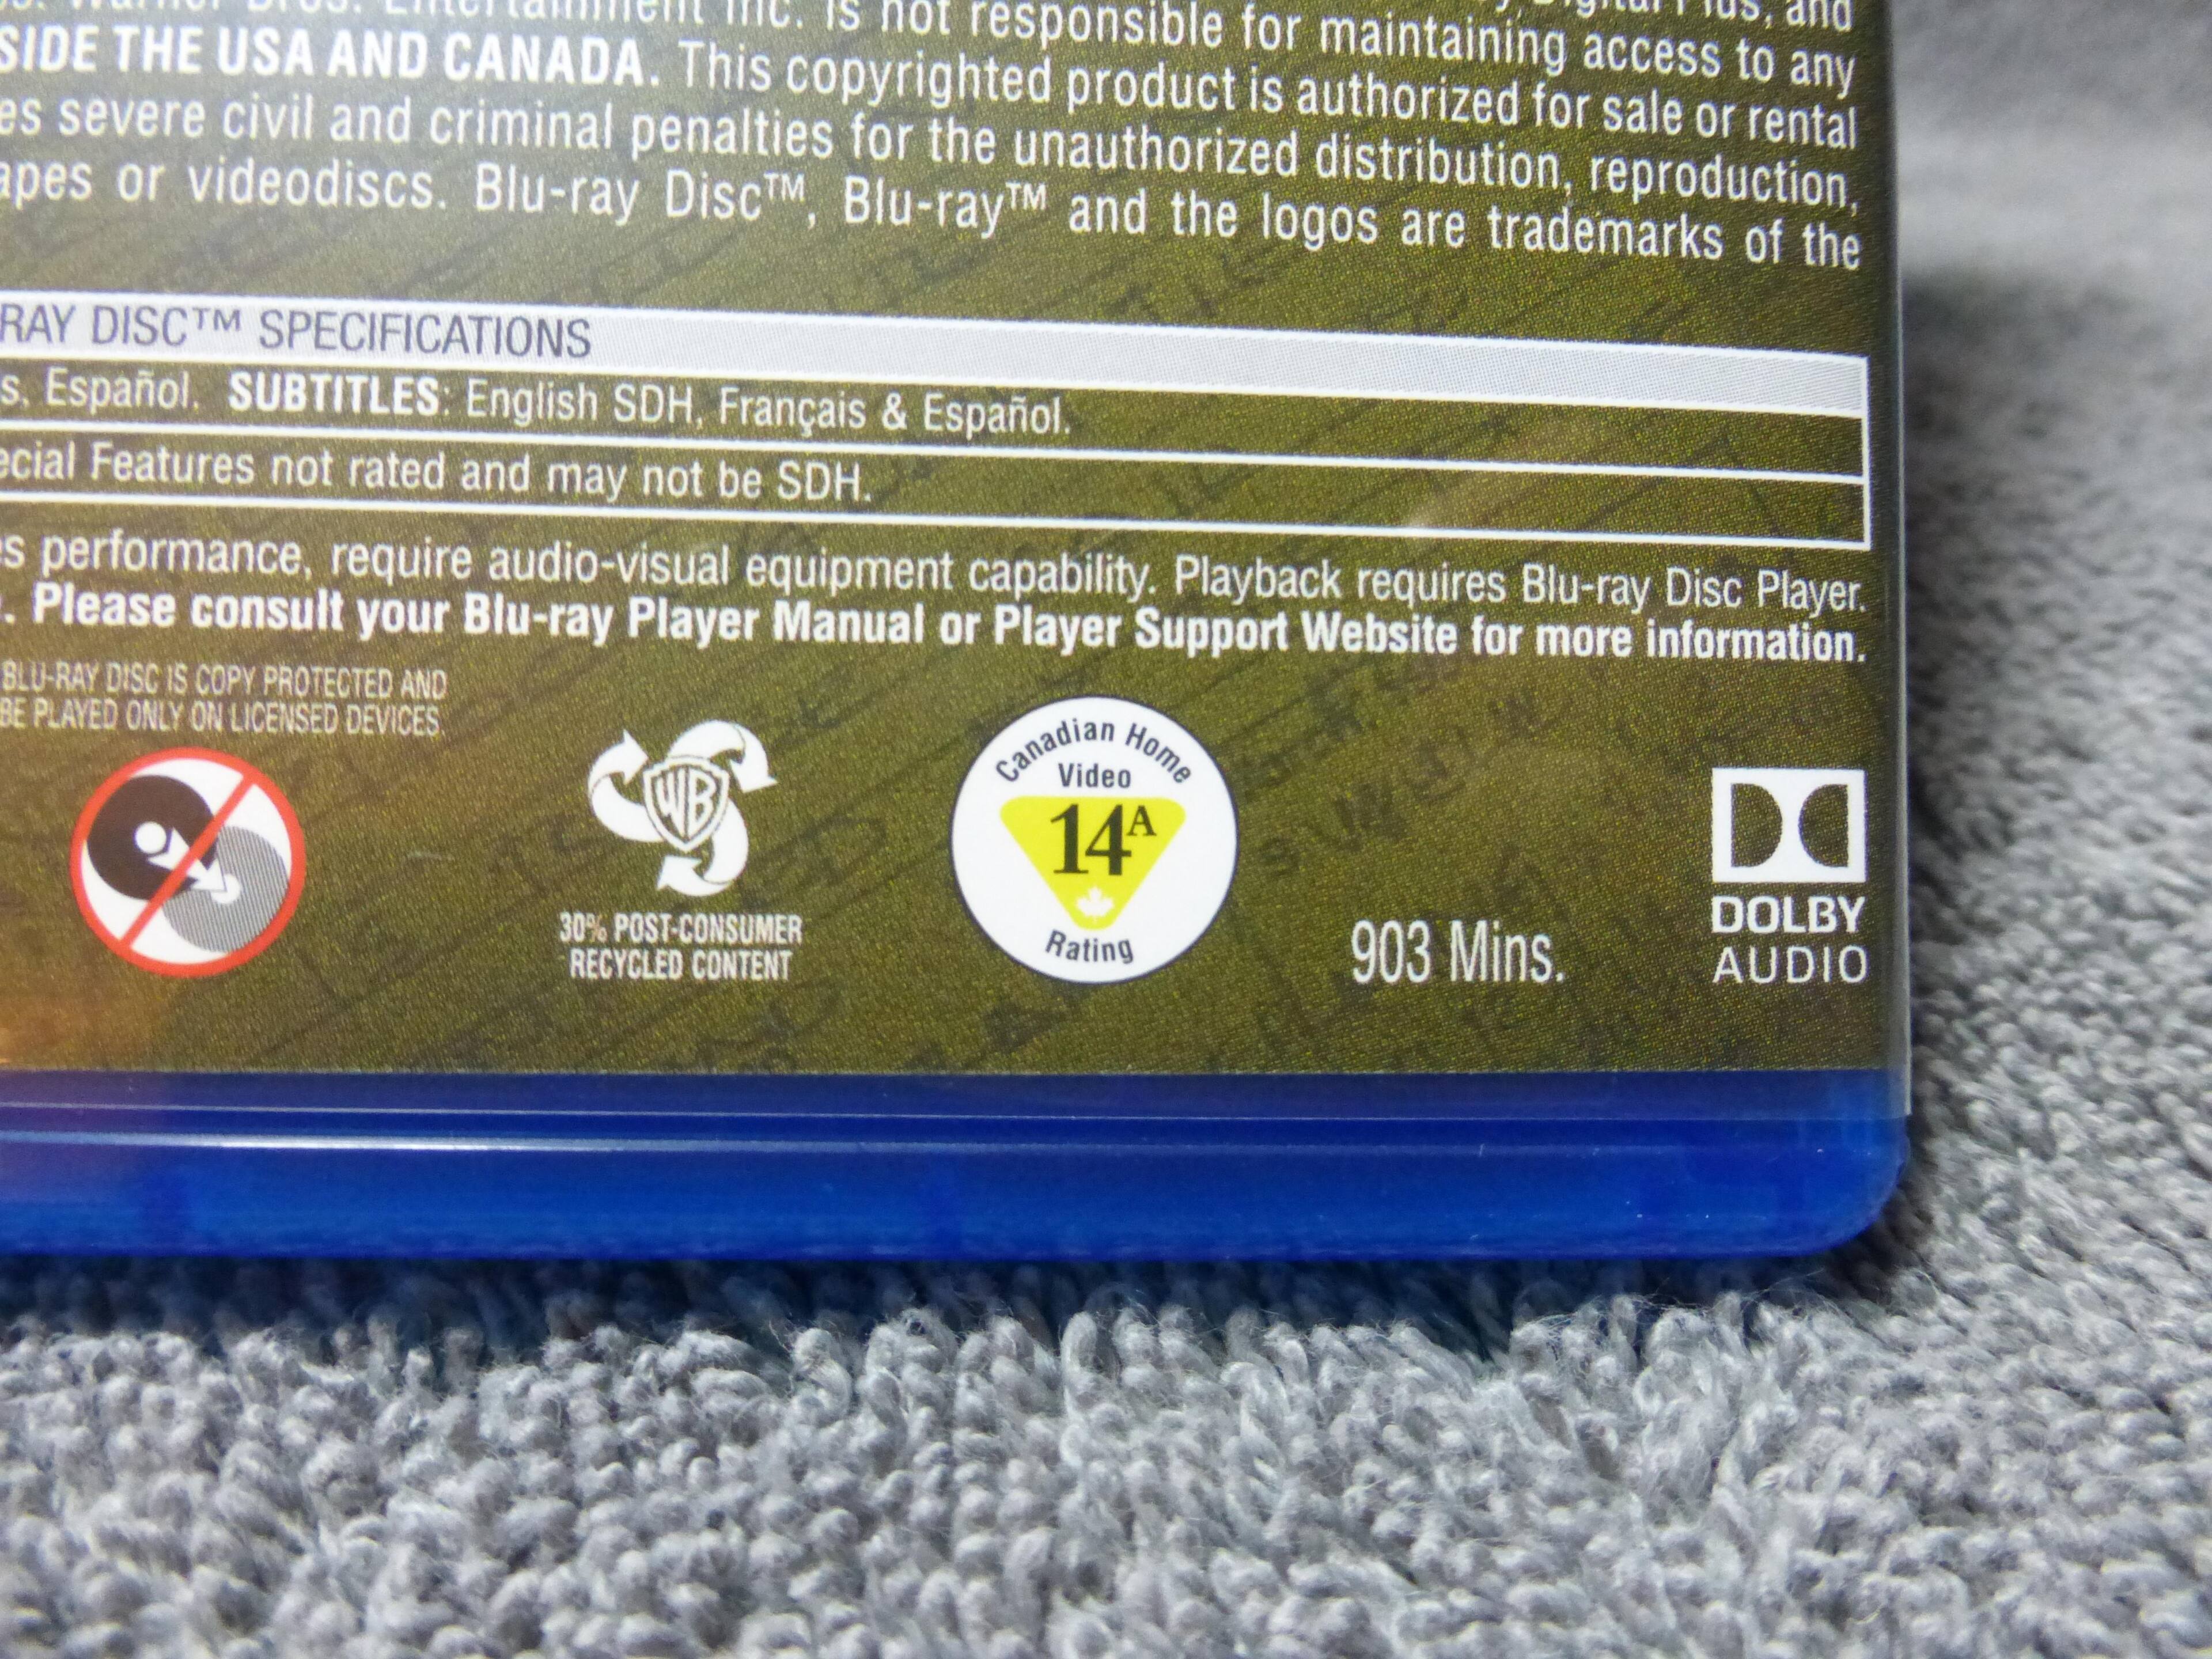 Entertainment Inc. is not responsible for maintaining access to any
SIDE THE USA AND CANADA. This copyrighted product is authorized for sale or rental
es severe civil and criminal penalties for the unauthorized distribution, reproduction,
apes or videodiscs. Blu-ray Disc™, Blu-ray™ and the logos are trademarks of the
RAY DISC™ SPECIFICATIONS
s, Español. SUBTITLES: English SDH, Français & Español.
ecial Features not rated and may not be SDH.
es performance, require audio-visual equipment capability. Playback requires Blu-ray Disc Player.
. Please consult your Blu-ray Player Manual or Player Support Website for more information.
BLU-RAY DISC IS COPY PROTECTED AND
BE PLAYED ONLY ON LICENSED DEVICES.
WB
30% POST-CONSUMER
RECYCLED CONTENT
Canadian Home
Video
14A
Rating
903 Mins.
DOLBY
AUDIO